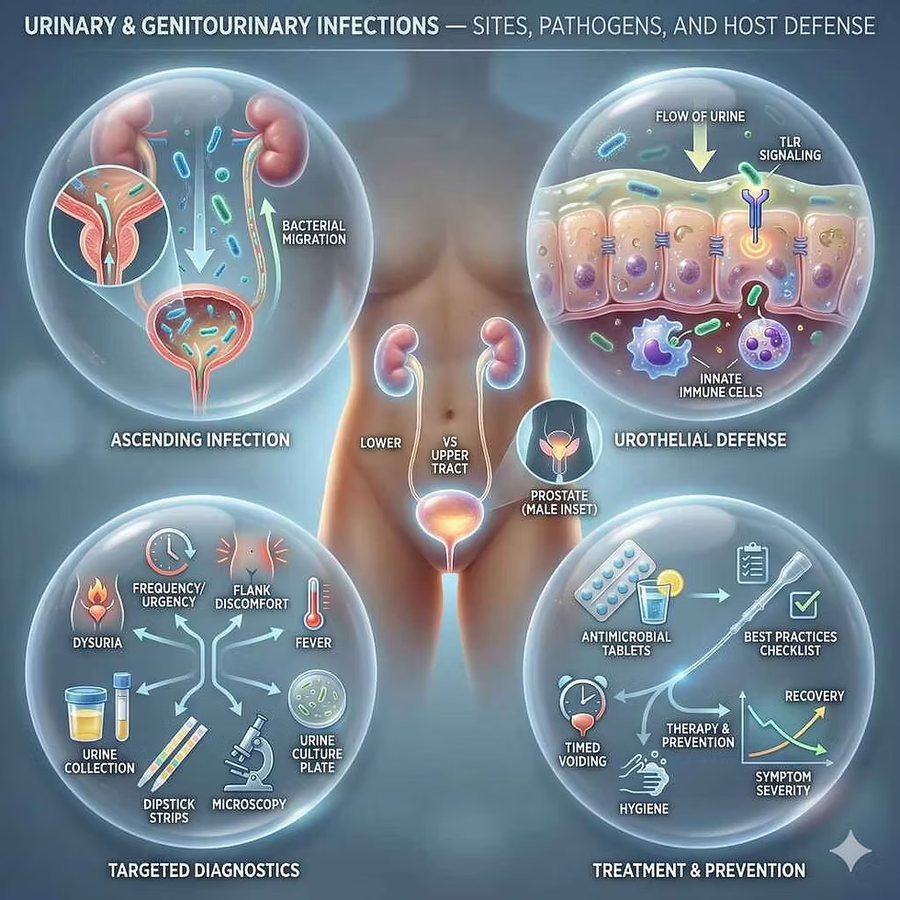 URINARY & GENITOURINARY INFECTIONS — SITES, PATHOGENS, AND HOST DEFENSE
BACTERIAL
MIGRATION
ASCENDING INFECTION
FLOW OF URINE
TLR
SIGNALING
INNATE
IMMUNE CELLS
UROTHELIAL DEFENSE
LOWER
VS
UPPER
TRACT
PROSTATE
(MALE INSET)
FREQUENCY/
URGENCY
FLANK
DISCOMFORT
DYSURIA
FEVER
URINE
COLLECTION
DIPSTICK
STRIPS
MICROSCOPY
URINE
CULTURE
PLATE
TARGETED DIAGNOSTICS
ANTIMICROBIAL
TABLETS
BEST PRACTICES
CHECKLIST
TIMED
VOIDING
THERAPY &
PREVENTION
RECOVERY
HYGIENE
SYMPTOM
SEVERITY
TREATMENT & PREVENTION